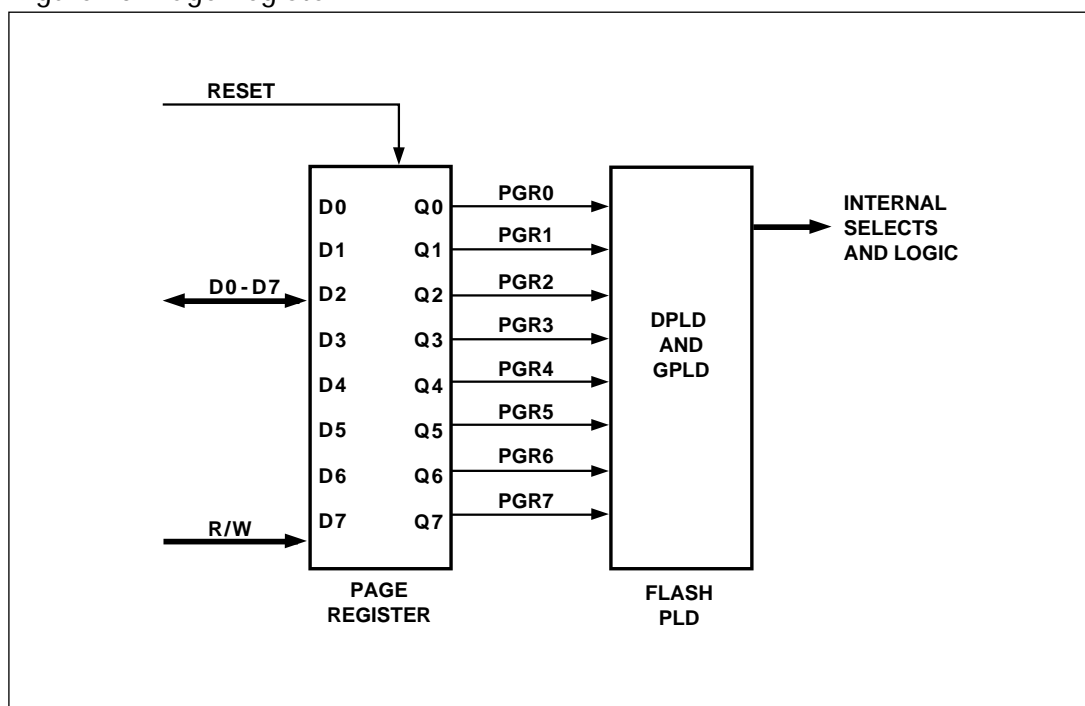 RESET
D0 Q0
D1 Q1
D2 Q2
D3 Q3
D4 Q4
D5 Q5
D6 Q6
D7 Q7
D0-D7
R/W
PGR0
PGR1
PGR2
PGR3
PGR4
PGR5
PGR6
PGR7
DPLD
AND
GPLD
INTERNAL
SELECTS
AND LOGIC
PAGE
REGISTER
FLASH
PLD